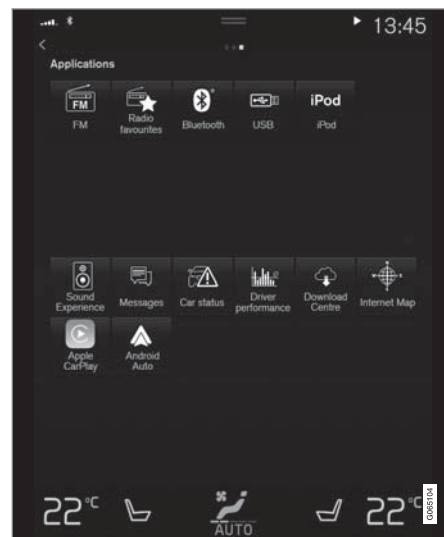 13:45
Applications
FM
iPod
FM
Radio
favourites
Bluetooth
USB
iPod
Sound
Experience
Messages
Car status
Driver
performance
Download
Centre
Internet Map
Apple
CarPlay
Android
Auto
22°C
AUTO
22°C
G065104